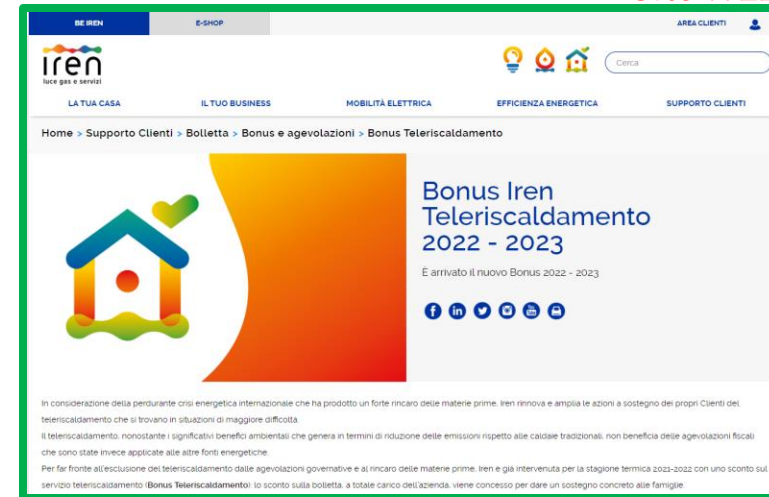 BE IREN
E-SHOP
AREA CLIENTI
iren
luce gas e servizi
Cerca
LA TUA CASA
IL TUO BUSINESS
MOBILITÀ ELETTRICA
EFFICIENZA ENERGETICA
SUPPORTO CLIENTI
Home > Supporto Clienti > Bolletta > Bonus e agevolazioni > Bonus Teleriscaldamento
Bonus Iren
Teleriscaldamento
2022 - 2023
È arrivato il nuovo Bonus 2022 - 2023
In considerazione della perdurante crisi energetica internazionale che ha prodotto un forte rincaro delle materie prime, Iren rinnova e amplia le azioni a sostegno dei propri Clienti del
teleriscaldamento che si trovano in situazioni di maggiore difficoltà.
Il teleriscaldamento, nonostante i significativi benefici ambientali che genera in termini di riduzione delle emissioni rispetto alle caldaie tradizionali, non beneficia delle agevolazioni fiscali
che sono state invece applicate alle altre fonti energetiche.
Per far fronte all'esclusione del teleriscaldamento dalle agevolazioni governative e al rincaro delle materie prime, Iren è già intervenuta per la stagione termica 2021-2022 con uno sconto sul
servizio teleriscaldamento (Bonus Teleriscaldamento): lo sconto sulla bolletta, a totale carico dell'azienda, viene concesso per dare un sostegno concreto alle famiglie.